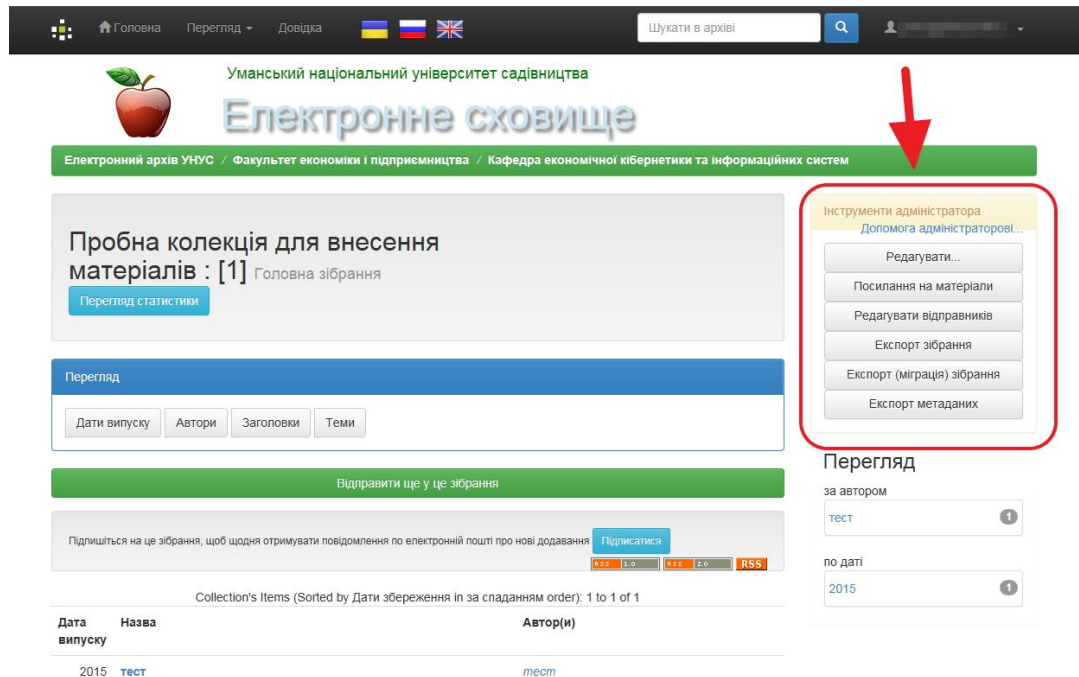 Головна Перегляд Довідка Шукати в архіві
Уманський національний університет садівництва
Електронне сховище
Електронний архів УНУС / Факультет економіки і підприємництва / Кафедра економічної кібернетики та інформаційних систем
Пробна колекція для внесення
матеріалів : [1] Головна зібрання
Перегляд статистики
Інструменти адміністратора
Допомога адміністраторові...
Редагувати...
Посилання на матеріали
Редагувати відправників
Експорт зібрання
Експорт (міграція) зібрання
Експорт метаданих
Перегляд
Дати випуску Автори Заголовки Теми
Відправити ще у це зібрання
Підпишіться на це зібрання, щоб щодня отримувати повідомлення по електронній пошті про нові додавання Підписатися
RSS 1.0 RSS 2.0 RSS
Перегляд
за автором
тест 1
по даті
2015 1
Collection's Items (Sorted by Дати збереження in за спаданням order): 1 to 1 of 1
Дата Назва Автор(и)
випуску
2015 тест тест